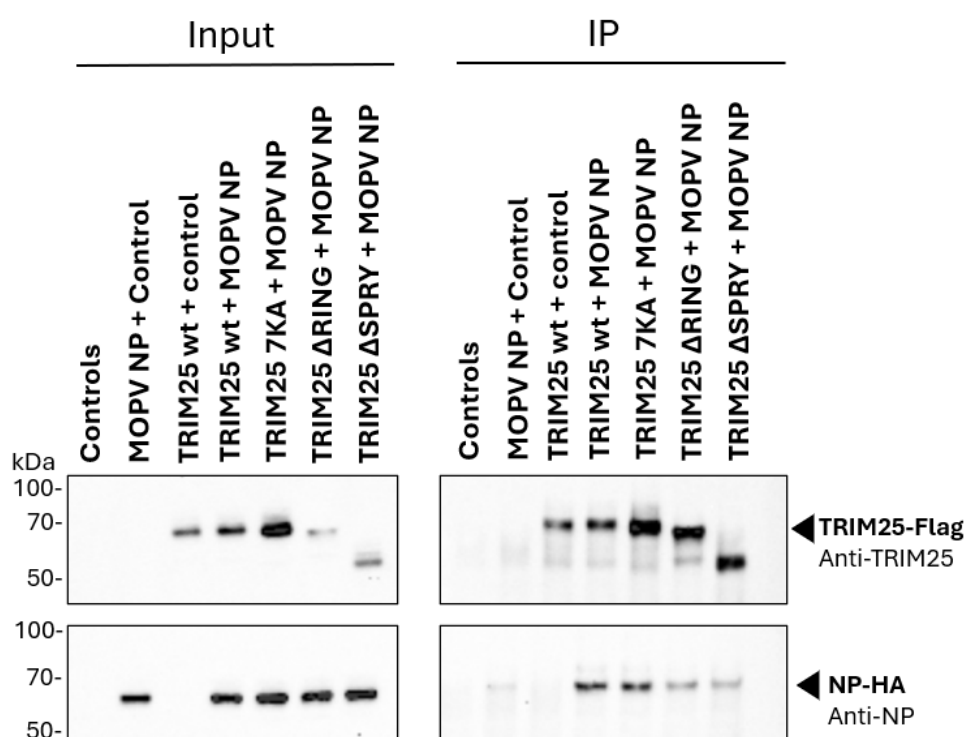 Input
IP
Controls
MOPV NP + Control
TRIM25 wt + control
TRIM25 wt + MOPV NP
TRIM25 7KA + MOPV NP
TRIM25 ΔRING + MOPV NP
TRIM25 ΔSPRY + MOPV NP
Controls
MOPV NP + Control
TRIM25 wt + control
TRIM25 wt + MOPV NP
TRIM25 7KA + MOPV NP
TRIM25 ΔRING + MOPV NP
TRIM25 ΔSPRY + MOPV NP
kDa
100-
70-
50-
TRIM25-Flag
Anti-TRIM25
100-
70-
50-
NP-HA
Anti-NP